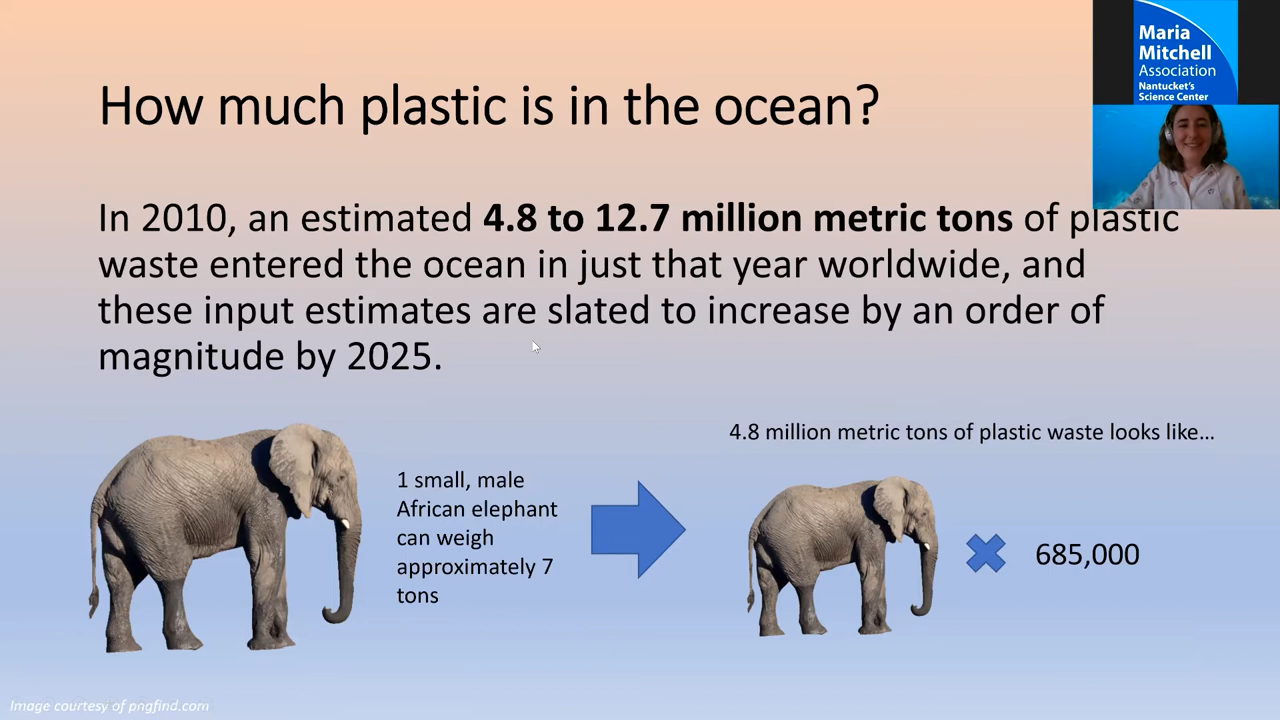 Maria
Mitchell
Association
Nantucket's
Science Center
How much plastic is in the ocean?
In 2010, an estimated 4.8 to 12.7 million metric tons of plastic
waste entered the ocean in just that year worldwide, and
these input estimates are slated to increase by an order of
magnitude by 2025.
4.8 million metric tons of plastic waste looks like…
1 small, male
African elephant
can weigh
approximately 7
tons
685,000
Image courtesy of pngfind.com